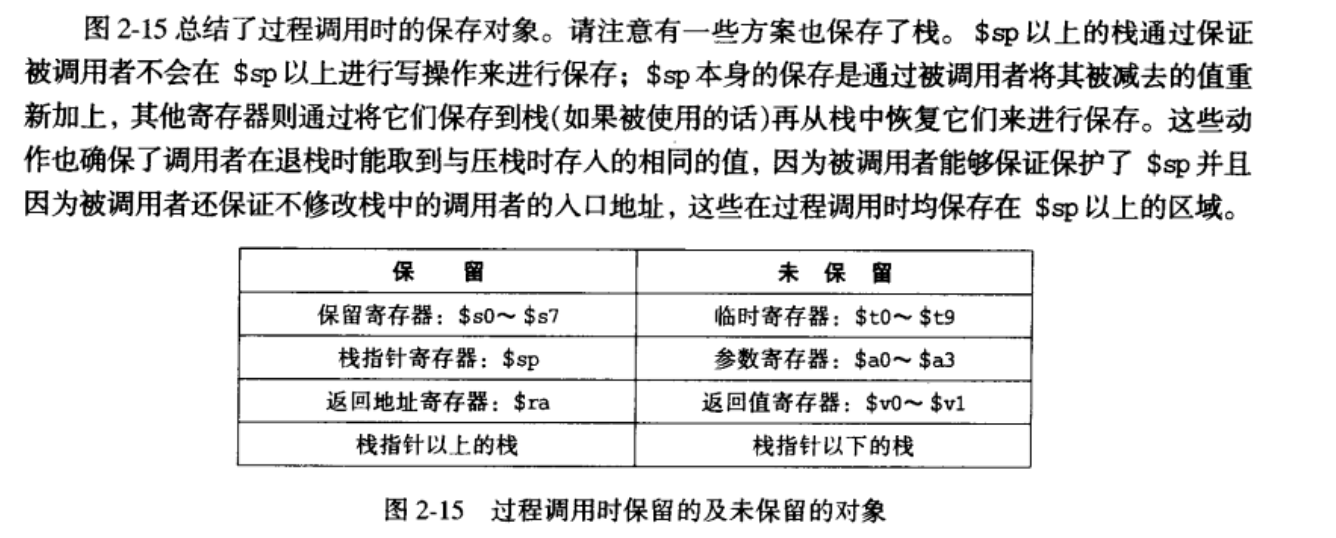 图 2-15 总结了过程调用时的保存对象。请注意有一些方案也保存了栈。$sp 以上的栈通过保证
被调用者不会在 $sp 以上进行写操作来进行保存；$sp 本身的保存是通过被调用者将其被减去的值重
新加上，其他寄存器则通过将它们保存到栈(如果被使用的话)再从栈中恢复它们来进行保存。这些动
作也确保了调用者在退栈时能取到与压栈时存入的相同的值，因为被调用者能够保证保护了 $sp 并且
因为被调用者还保证不修改栈中的调用者的入口地址，这些在过程调用时均保存在 $sp 以上的区域。
保 留 未 保 留
保留寄存器：$s0～$s7 临时寄存器：$t0～$t9
栈指针寄存器：$sp 参数寄存器：$a0～$a3
返回地址寄存器：$ra 返回值寄存器：$v0～$v1
栈指针以上的栈 栈指针以下的栈
图 2-15 过程调用时保留的及未保留的对象